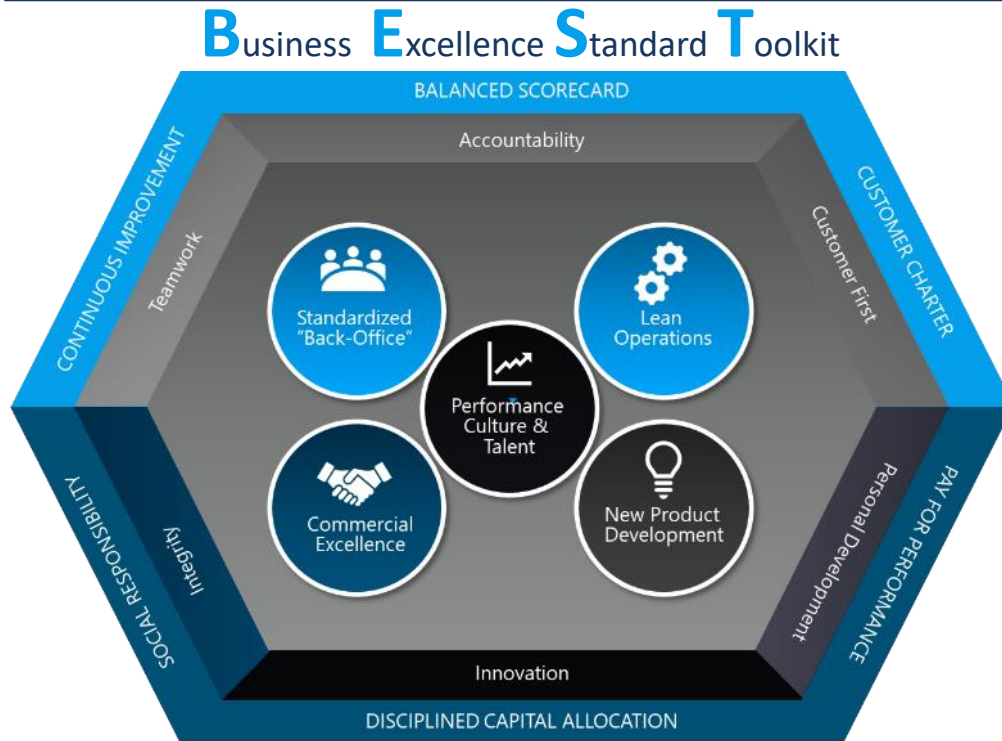 Business Excellence Standard Toolkit
BALANCED SCORECARD
Accountability
CONTINUOUS IMPROVEMENT
Teamwork
CUSTOMER CHARTER
Customer First
Standardized
"Back-Office"
Lean
Operations
Performance
Culture &
Talent
Commercial
Excellence
New Product
Development
SOCIAL RESPONSIBILITY
Integrity
PAY FOR PERFORMANCE
Personal Development
Innovation
DISCIPLINED CAPITAL ALLOCATION